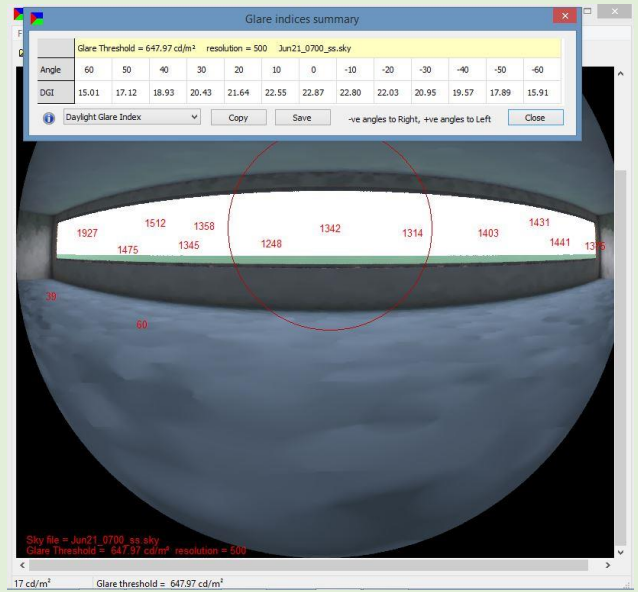 Glare indices summary
Glare Threshold = 647.97 cd/m² resolution = 500 Jun21_0700_ss.sky
Angle 60 50 40 30 20 10 0 -10 -20 -30 -40 -50 -60
DGI 15.01 17.12 18.93 20.43 21.64 22.55 22.87 22.80 22.03 20.95 19.57 17.89 15.91
Daylight Glare Index Copy Save -ve angles to Right, +ve angles to Left Close
1927 1512 1358 1342 1314 1403 1431
1475 1345 1248 1441
39
60
Sky file = Jun21_0700_ss.sky
Glare Threshold = 647.97 cd/m² resolution = 500
17 cd/m² Glare threshold = 647.97 cd/m²